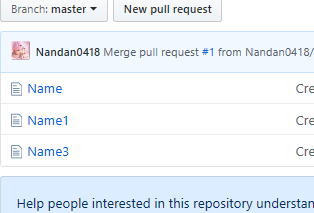 Branch: master New pull request
Nandan0418 Merge pull request #1 from Nandan0418/
Name Cre
Name1 Cre
Name3 Cre
Help people interested in this repository understan